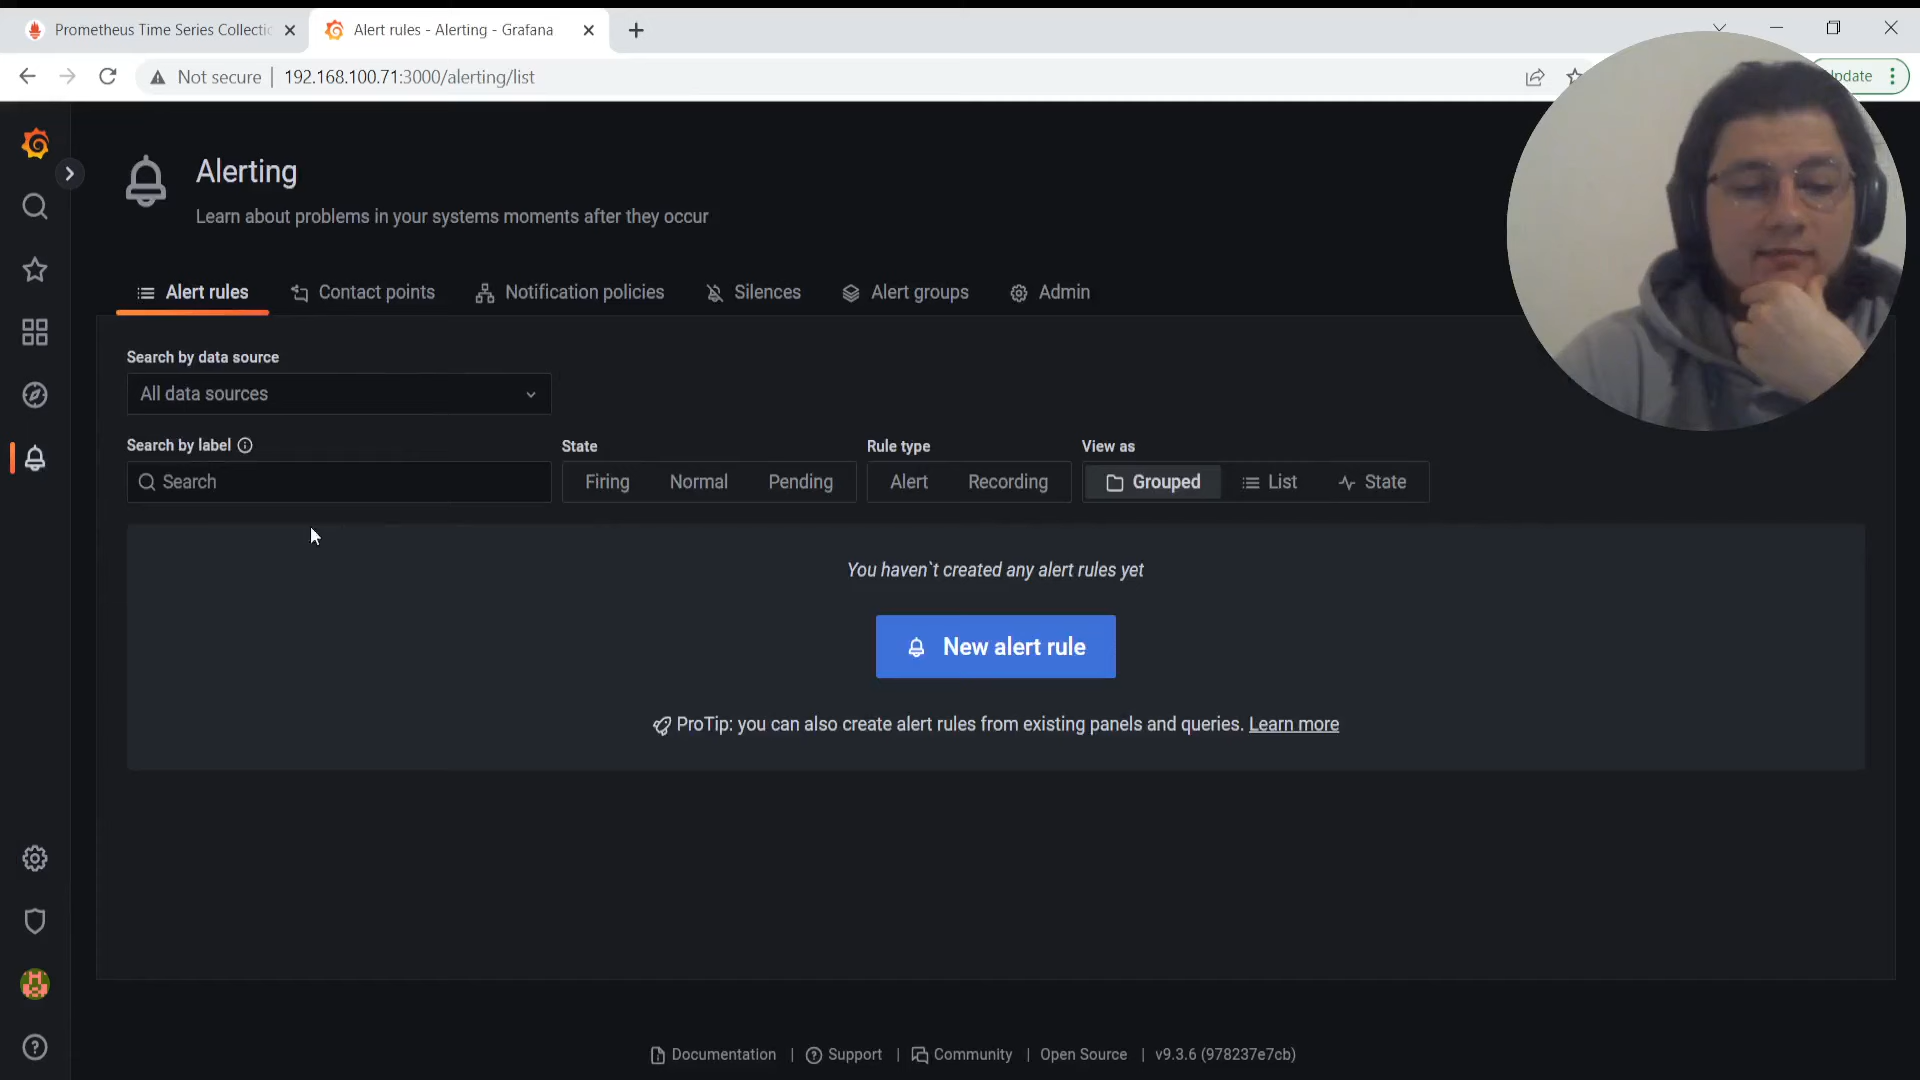 Prometheus Time Series Collectio
Alert rules - Alerting - Grafana
Not secure
192.168.100.71:3000/alerting/list
pdate
Alerting
Learn about problems in your systems moments after they occur
Alert rules
Contact points
Notification policies
Silences
Alert groups
Admin
Search by data source
All data sources
Search by label
State
Rule type
View as
Search
Firing
Normal
Pending
Alert
Recording
Grouped
List
State
You haven`t created any alert rules yet
New alert rule
ProTip: you can also create alert rules from existing panels and queries. Learn more
Documentation | Support | Community | Open Source | v9.3.6 (978237e7cb)